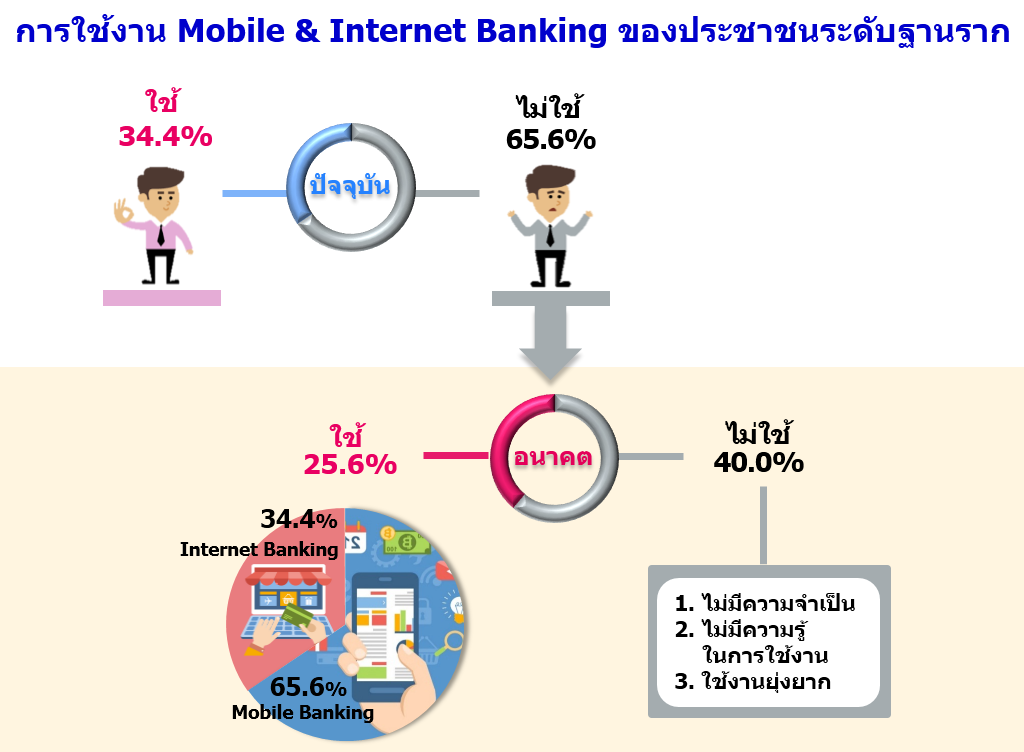 การใช้งาน Mobile & Internet Banking ของประชาชนระดับฐานราก
ใช้
34.4%
ไม่ใช้
65.6%
ปัจจุบัน
ใช้
25.6%
อนาคต
ไม่ใช้
40.0%
34.4%
Internet Banking
65.6%
Mobile Banking
1. ไม่มีความจำเป็น
2. ไม่มีความรู้
ในการใช้งาน
3. ใช้งานยุ่งยาก
21
100